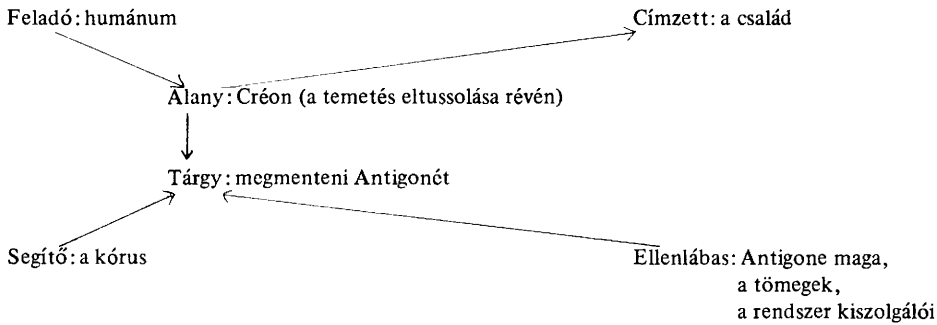 Feladó: humánum
Címzett: a család
Alany: Créon (a temetés eltussolása révén)
Tárgy: megmenteni Antigonét
Segítő: a kórus
Ellenlábas: Antigone maga,
a tömegek,
a rendszer kiszolgálói